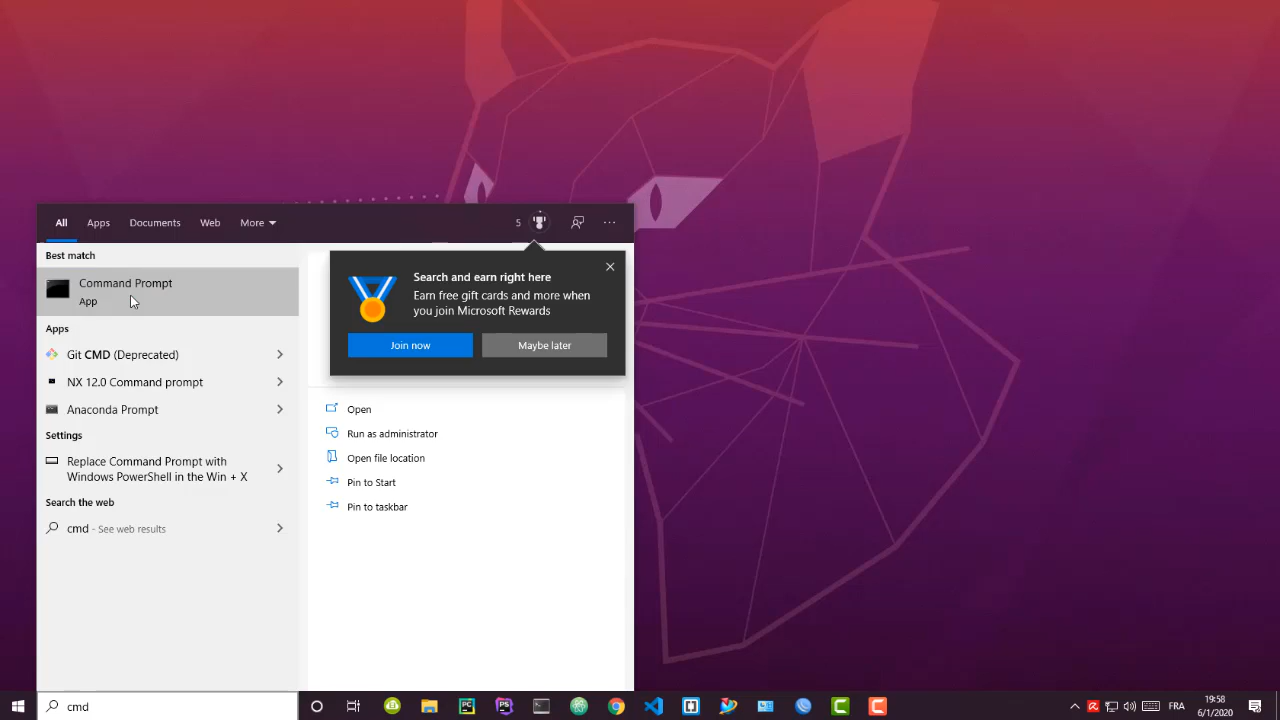 All Apps Documents Web More 5 ...
Best match
Command Prompt
App
Apps
Git CMD (Deprecated)
NX 12.0 Command prompt
Anaconda Prompt
Settings
Replace Command Prompt with
Windows PowerShell in the Win + X
Search the web
cmd - See web results
Search and earn right here
Earn free gift cards and more when
you join Microsoft Rewards
Join now Maybe later
Open
Run as administrator
Open file location
Pin to Start
Pin to taskbar
cmd
PC
PS
FRA
19:58
6/1/2020